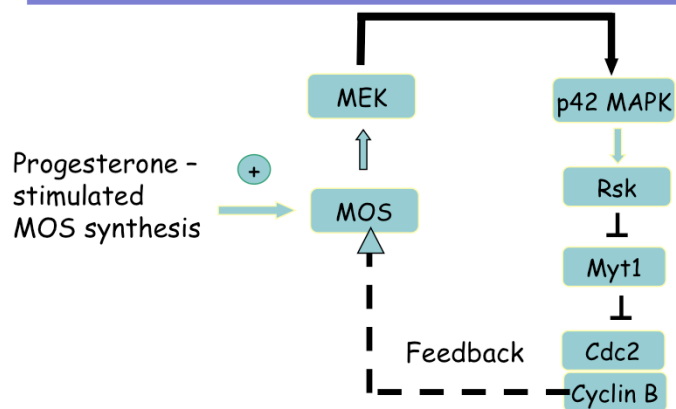 MEK
p42 MAPK
Progesterone –
stimulated
MOS synthesis
+
MOS
Rsk
Myt1
Feedback
Cdc2
Cyclin B